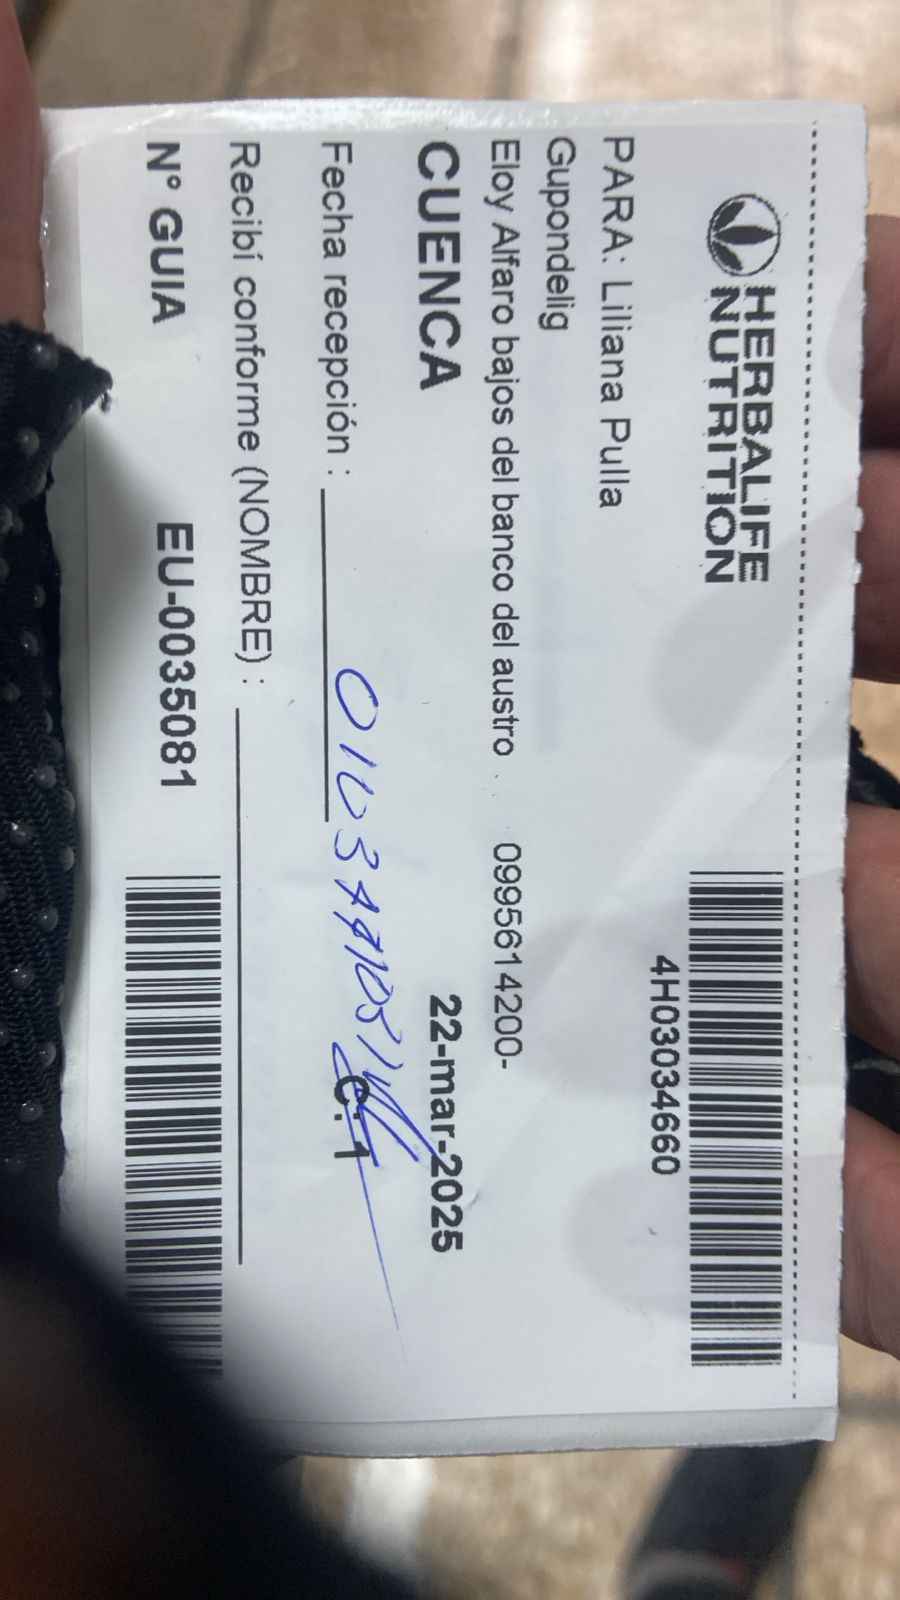 HERBALIFE
NUTRITION
4H03034660
PARA: Liliana Pulla
Gupondelig
Eloy Alfaro bajos del banco del austro 0995614200-
CUENCA 22-mar-2025
Fecha recepción :
C: 1
Recibí conforme (NOMBRE) :
N° GUIA EU-0035081